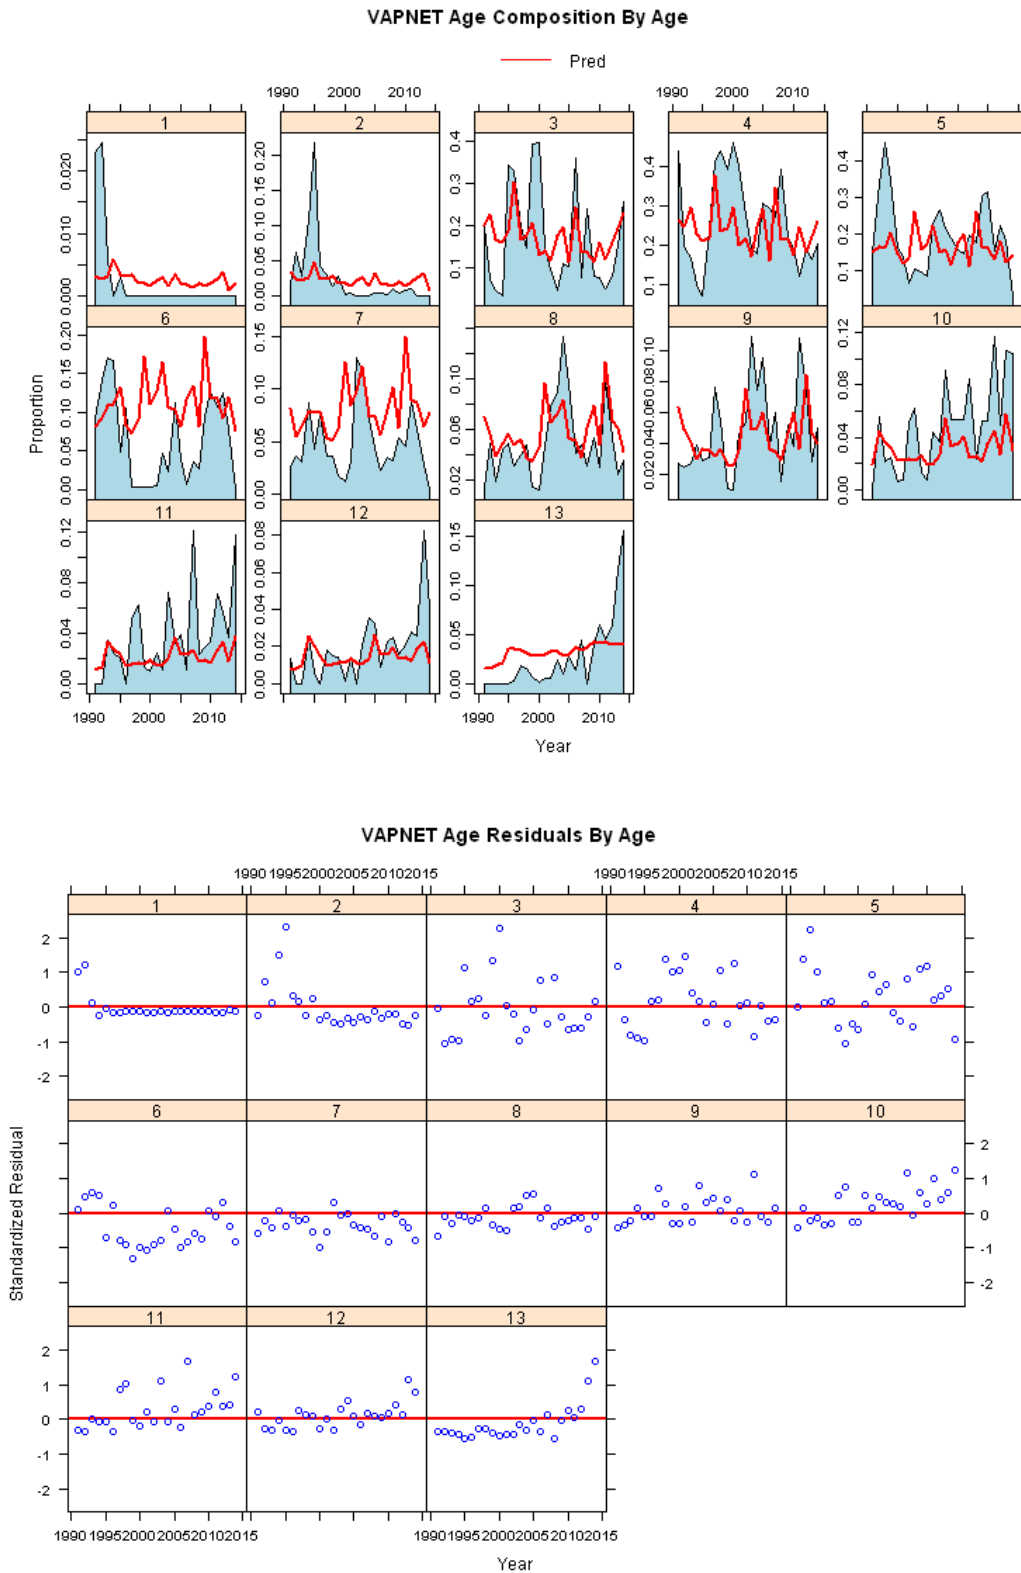 VAPNET Age Composition By Age
Pred
1990 2000 2010 1990 2000 2010
1 2 3 4 5
0.000 0.010 0.020
0.00 0.05 0.10 0.15 0.20
0.1 0.2 0.3 0.4
0.1 0.2 0.3 0.4
0.1 0.2 0.3 0.4
6 7 8 9 10
0.00 0.05 0.10 0.15 0.20
0.00 0.05 0.10 0.15
0.02 0.06 0.10
0.020 0.040 0.060 0.080 0.10
0.00 0.04 0.08 0.12
11 12 13
0.00 0.04 0.08 0.12
0.00 0.02 0.04 0.06 0.08
0.00 0.05 0.10 0.15
Proportion
1990 2000 2010 1990 2000 2010
Year
VAPNET Age Residuals By Age
1990 1995 2000 2005 2010 2015 1990 1995 2000 2005 2010 2015
1 2 3 4 5
2
1
0
-1
-2
6 7 8 9 10
2
1
0
-1
-2
11 12 13
2
1
0
-1
-2
Standardized Residual
1990 1995 2000 2005 2010 2015 1990 1995 2000 2005 2010 2015
Year